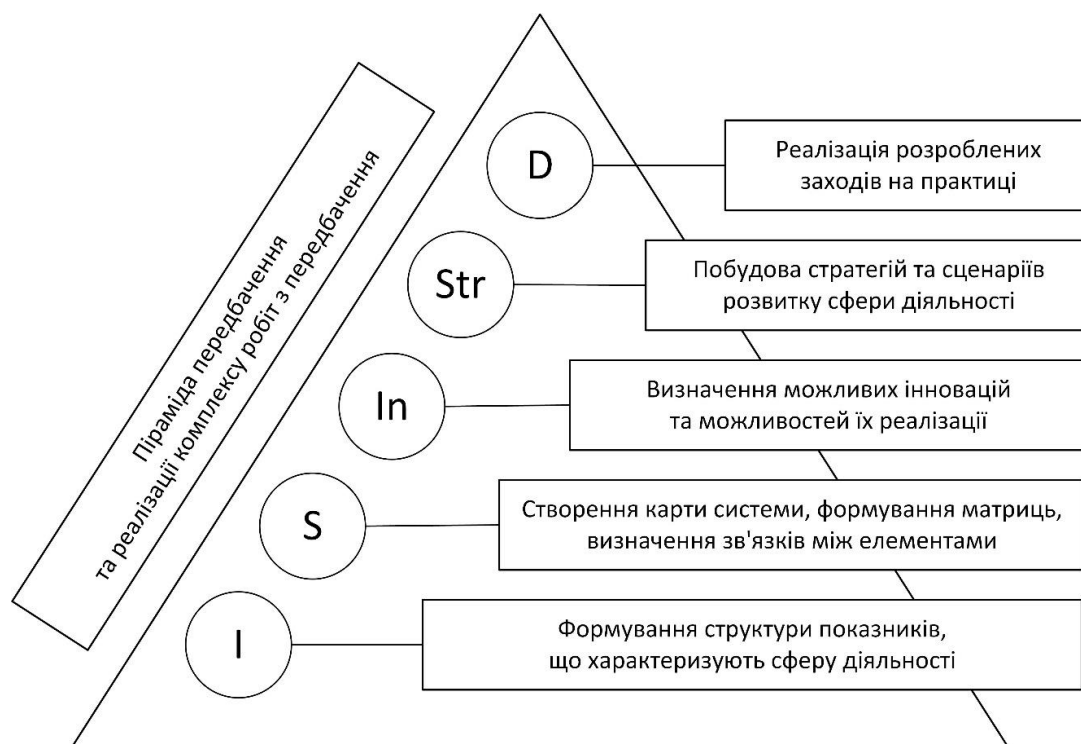 Піраміда передбачення
та реалізації комплексу робіт з передбачення
D
Реалізація розроблених
заходів на практиці
Str
Побудова стратегій та сценаріїв
розвитку сфери діяльності
In
Визначення можливих інновацій
та можливостей їх реалізації
S
Створення карти системи, формування матриць,
визначення зв'язків між елементами
I
Формування структури показників,
що характеризують сферу діяльності